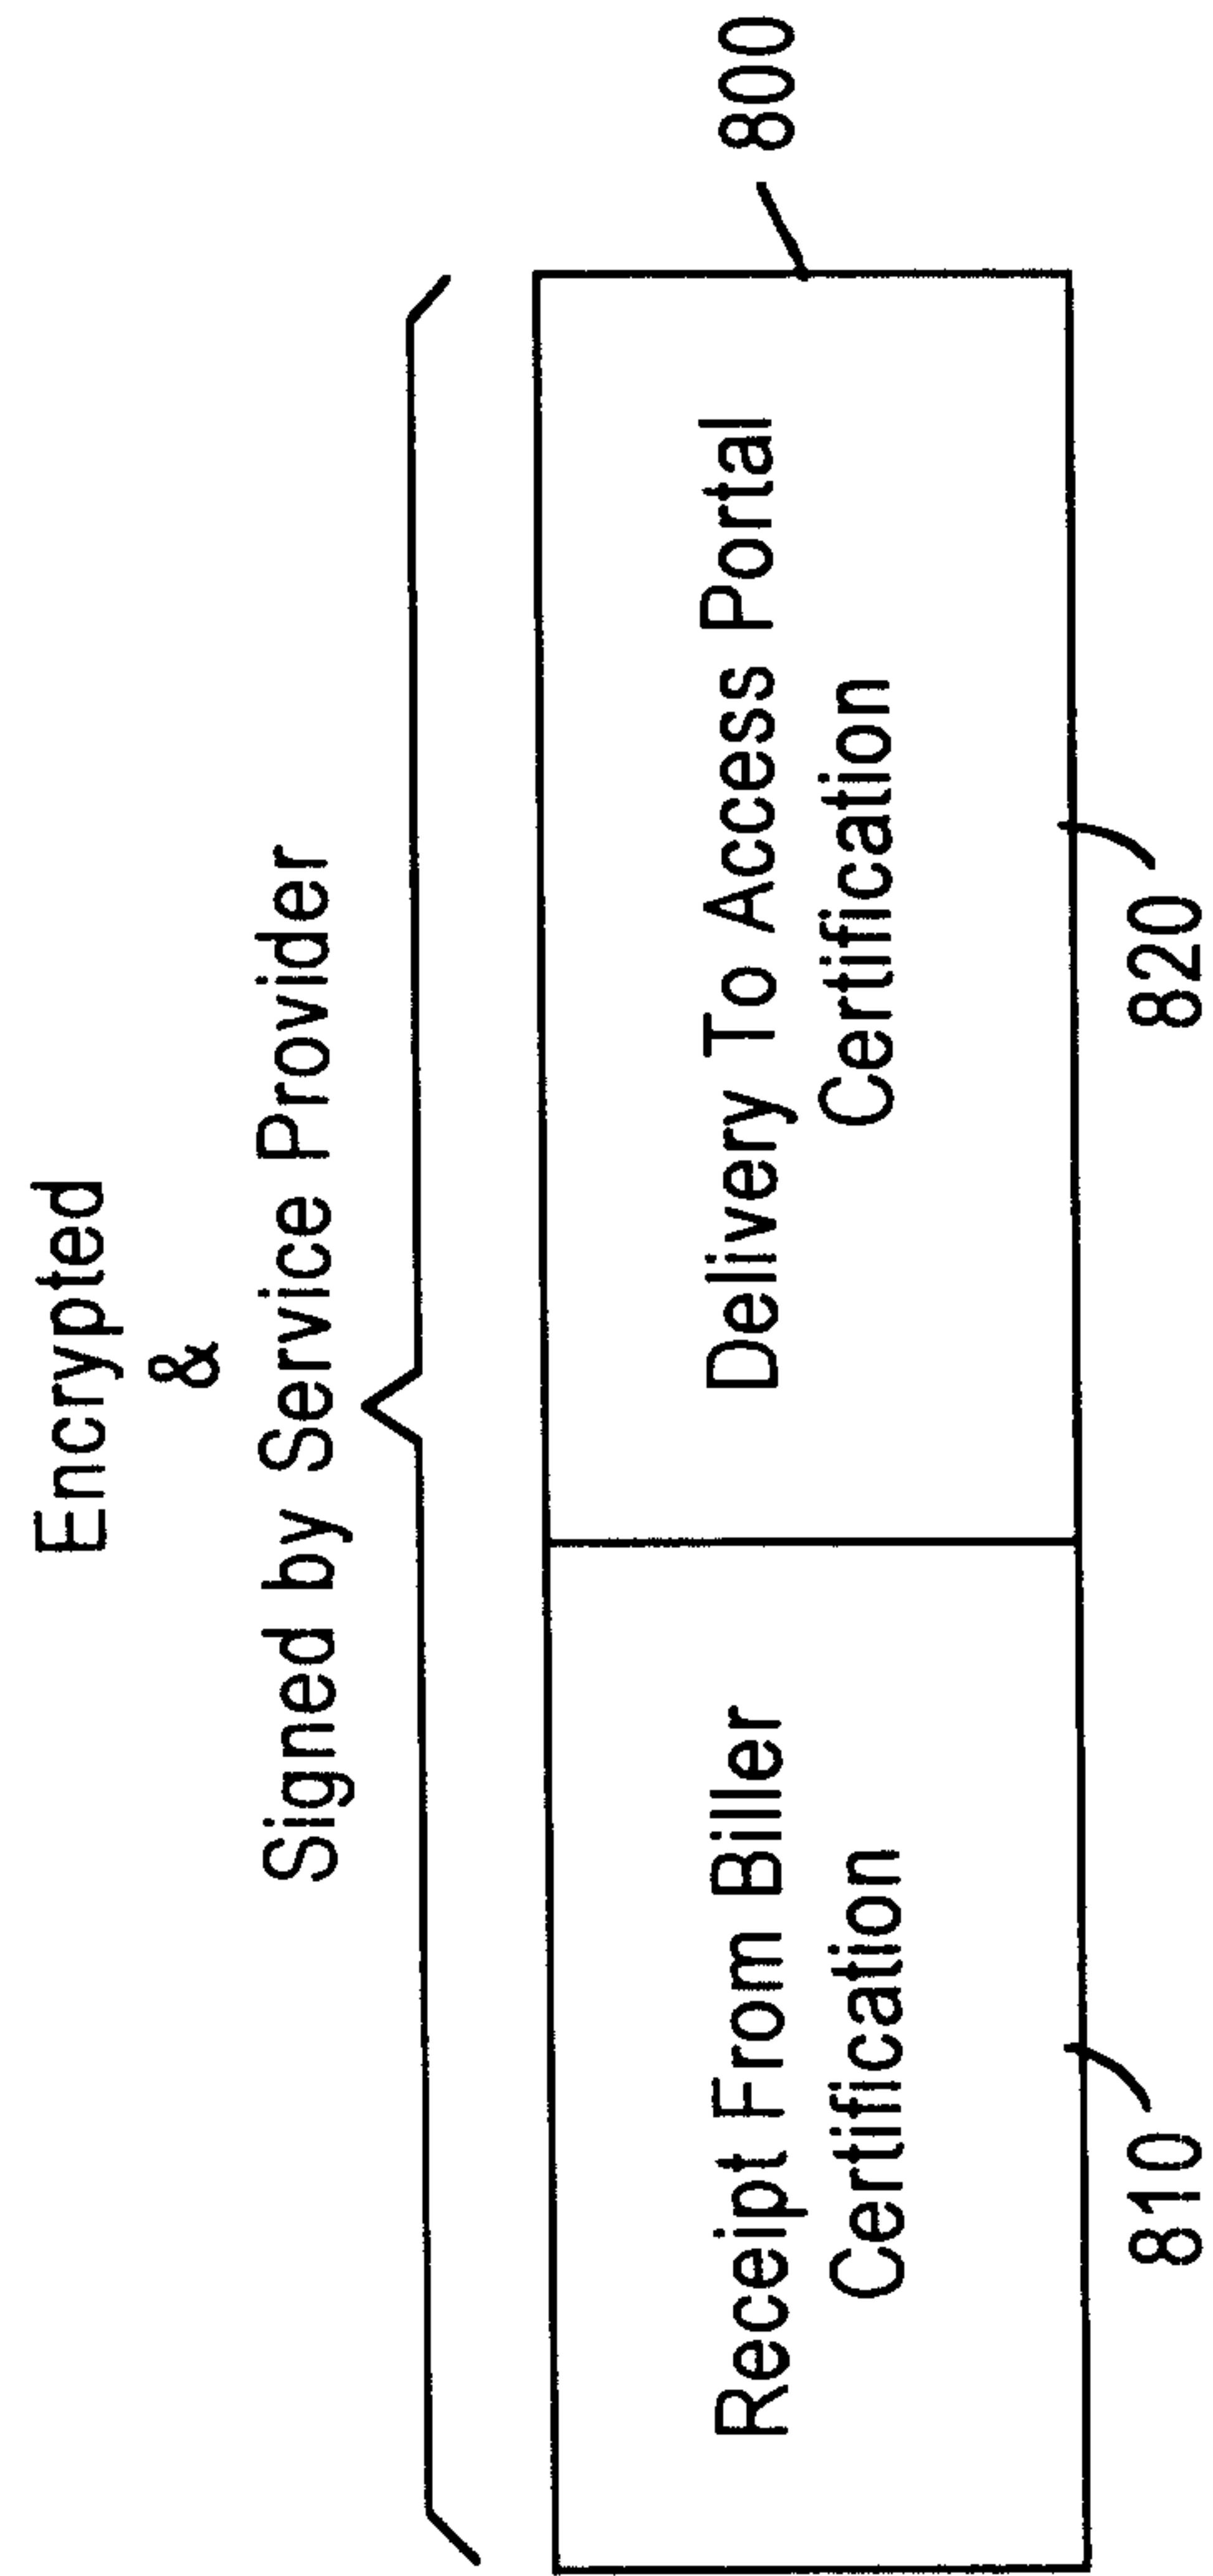 Encrypted
&
Signed by Service Provider
Receipt From Biller
Certification
Delivery To Access Portal
Certification
800
810
820